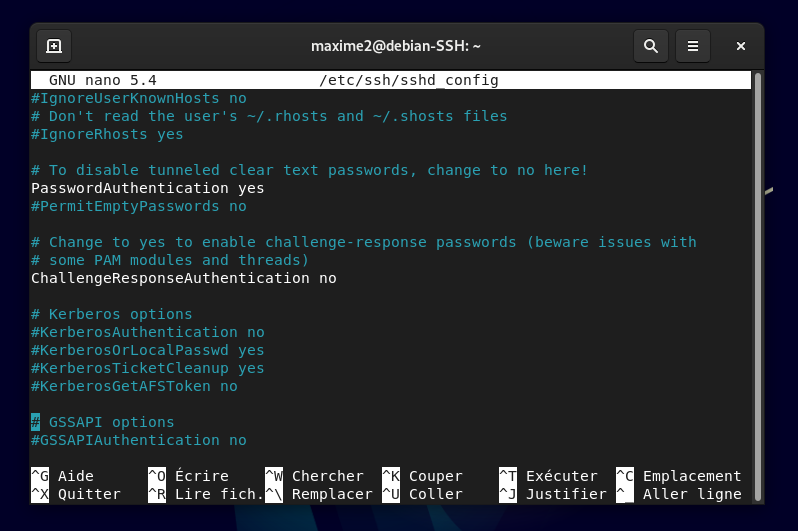 maxime2@debian-SSH: ~
GNU nano 5.4 /etc/ssh/sshd_config
#IgnoreUserKnownHosts no
# Don't read the user's ~/.rhosts and ~/.shosts files
#IgnoreRhosts yes
# To disable tunneled clear text passwords, change to no here!
PasswordAuthentication yes
#PermitEmptyPasswords no
# Change to yes to enable challenge-response passwords (beware issues with
# some PAM modules and threads)
ChallengeResponseAuthentication no
# Kerberos options
#KerberosAuthentication no
#KerberosOrLocalPasswd yes
#KerberosTicketCleanup yes
#KerberosGetAFSToken no
# GSSAPI options
#GSSAPIAuthentication no
^G Aide ^O Écrire ^W Chercher ^K Couper ^T Exécuter ^C Emplacement
^X Quitter ^R Lire fich. ^\ Remplacer ^U Coller ^J Justifier ^_ Aller ligne